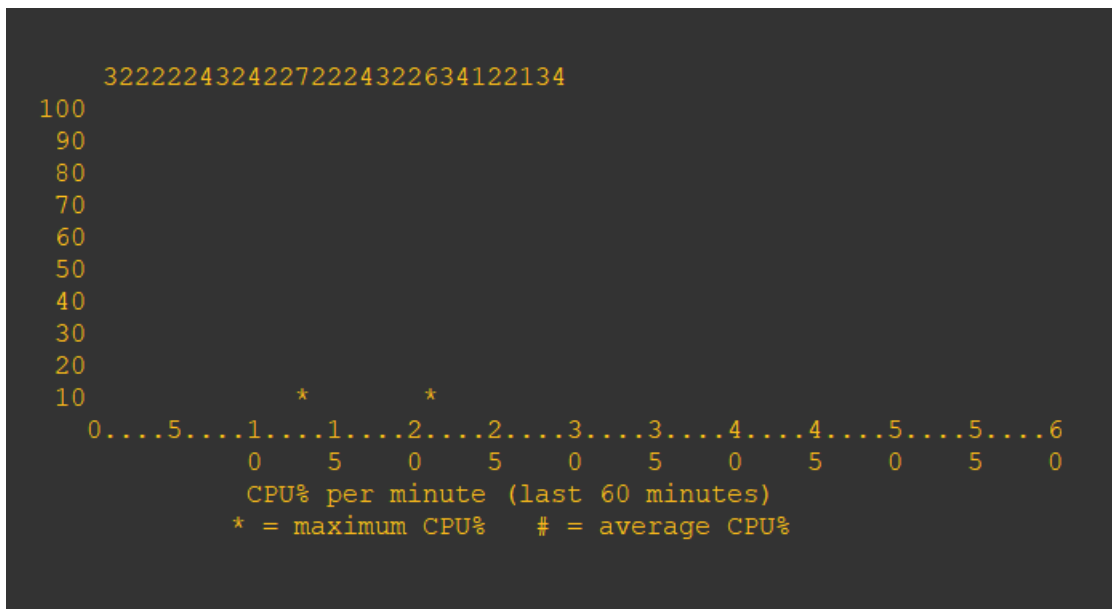 32222243242272224322634122134
100
90
80
70
60
50
40
30
20
10 * *
0....5....1....1....2....2....3....3....4....4....5....5....6
0 5 0 5 0 5 0 5 0 5 0
CPU% per minute (last 60 minutes)
* = maximum CPU% # = average CPU%